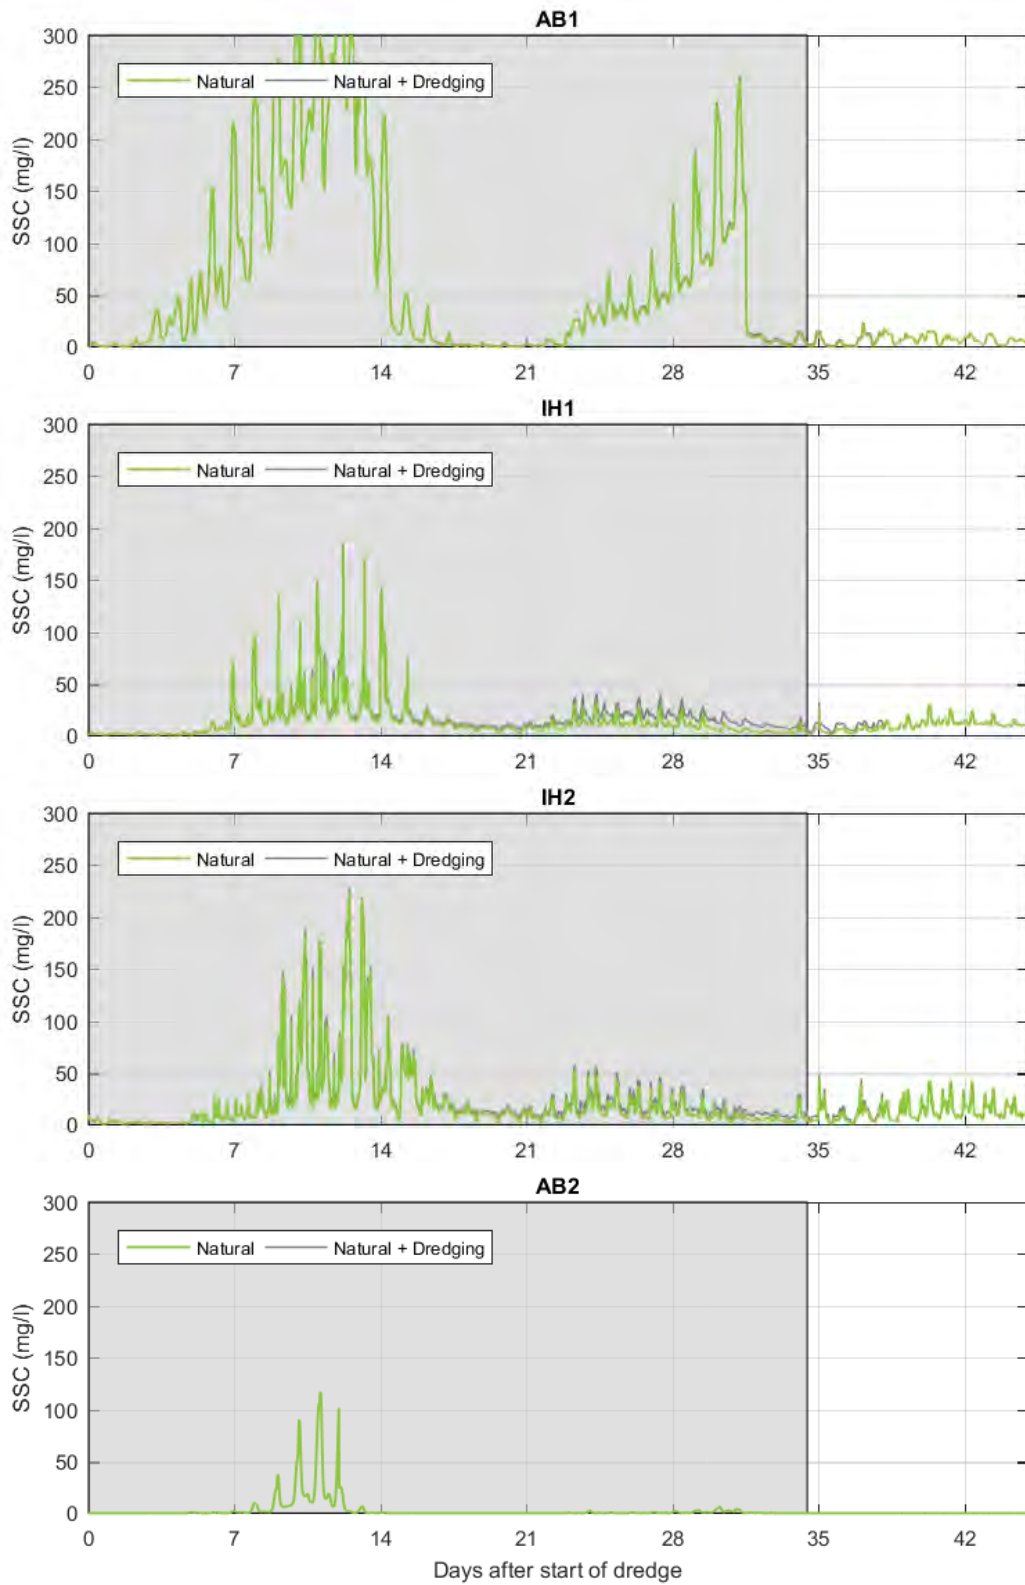 AB1
300
Natural Natural + Dredging
250
200
SSC (mg/l)
150
100
50
0
0 7 14 21 28 35 42
IH1
300
Natural Natural + Dredging
250
200
SSC (mg/l)
150
100
50
0
0 7 14 21 28 35 42
IH2
300
Natural Natural + Dredging
250
200
SSC (mg/l)
150
100
50
0
0 7 14 21 28 35 42
AB2
300
Natural Natural + Dredging
250
200
SSC (mg/l)
150
100
50
0
0 7 14 21 28 35 42
Days after start of dredge